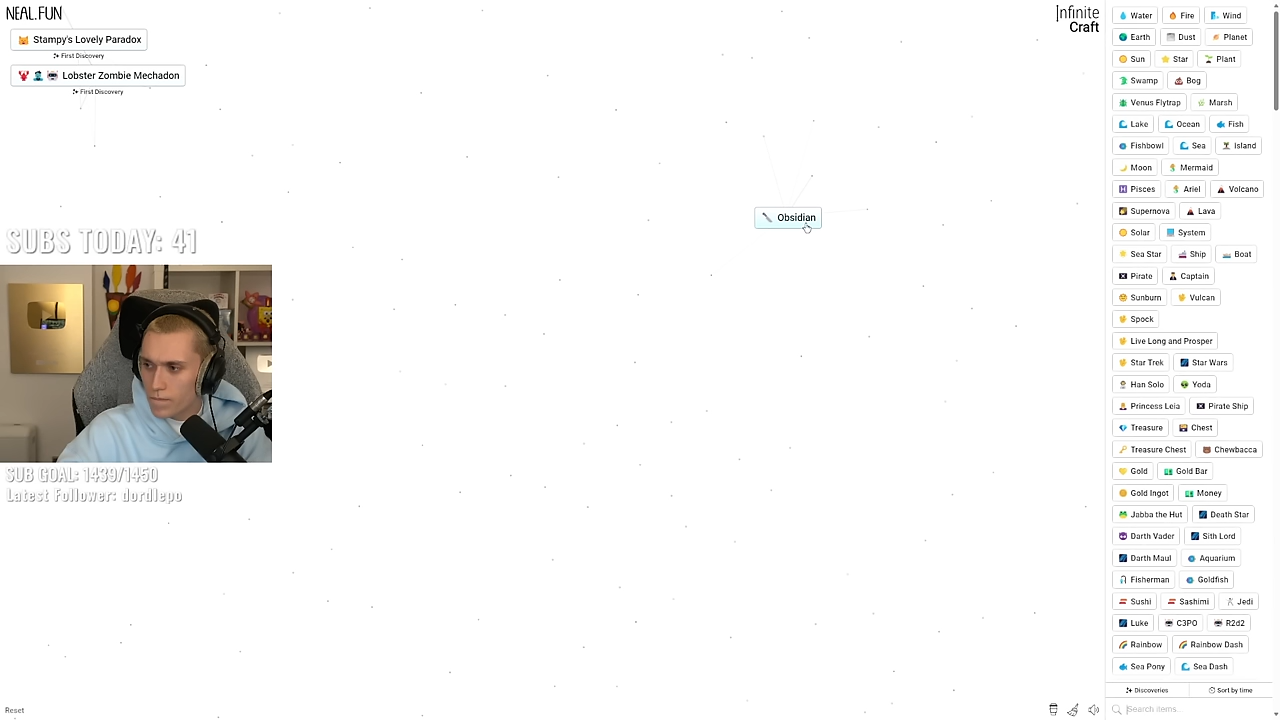 NEAL.FUN
Infinite
Craft
Stampy's Lovely Paradox
First Discovery
Lobster Zombie Mechadon
First Discovery
Obsidian
SUBS TODAY: 41
SUB GOAL: 1439/1450
Latest Follower: dordlepo
Reset
Water Fire Wind
Earth Dust Planet
Sun Star Plant
Swamp Bog
Venus Flytrap Marsh
Lake Ocean Fish
Fishbowl Sea Island
Moon Mermaid
Pisces Ariel Volcano
Supernova Lava
Solar System
Sea Star Ship Boat
Pirate Captain
Sunburn Vulcan
Spock
Live Long and Prosper
Star Trek Star Wars
Han Solo Yoda
Princess Leia Pirate Ship
Treasure Chest
Treasure Chest Chewbacca
Gold Gold Bar
Gold Ingot Money
Jabba the Hut Death Star
Darth Vader Sith Lord
Darth Maul Aquarium
Fisherman Goldfish
Sushi Sashimi Jedi
Luke C3PO R2d2
Rainbow Rainbow Dash
Sea Pony Sea Dash
Discoveries Sort by time
Search items...